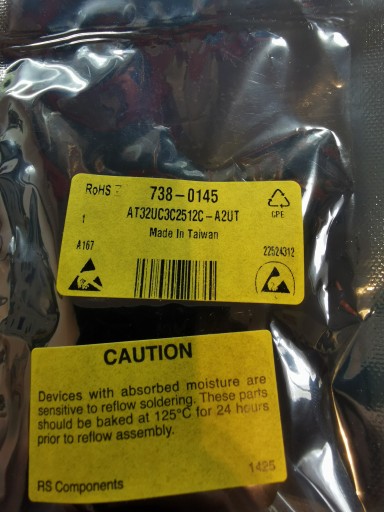 RoHS
738-0145
1
AT32UC3C2512C-A2UT
Made In Taiwan
CPE
A167
22524312
CAUTION
Devices with absorbed moisture are
sensitive to reflow soldering. These parts
should be baked at 125°C for 24 hours
prior to reflow assembly.
RS Components
1425